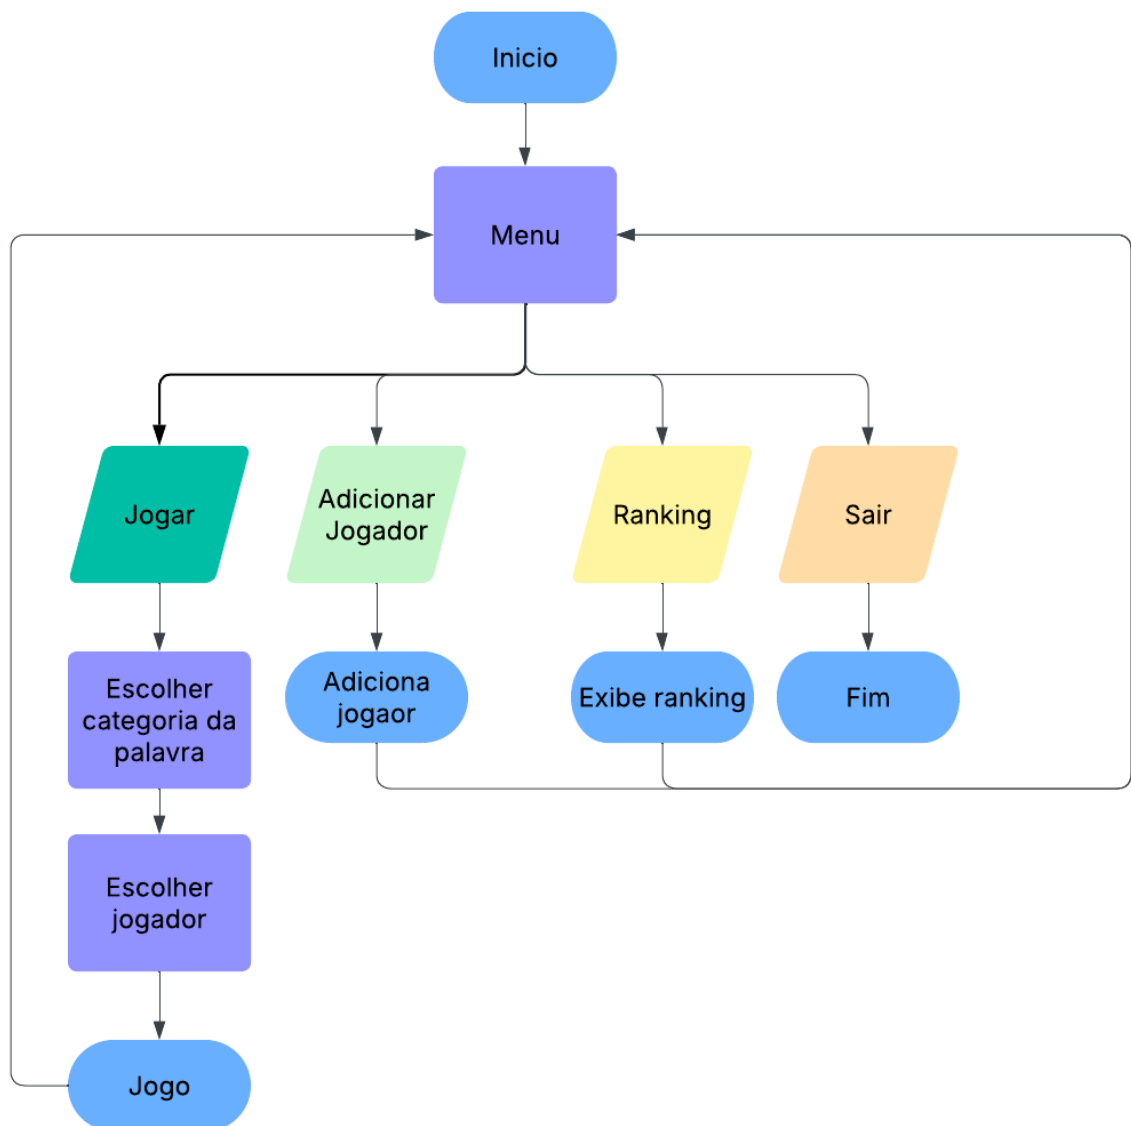 Inicio
Menu
Jogar
Adicionar
Jogador
Ranking
Sair
Escolher
categoria da
palavra
Adiciona
jogaor
Exibe ranking
Fim
Escolher
jogador
Jogo